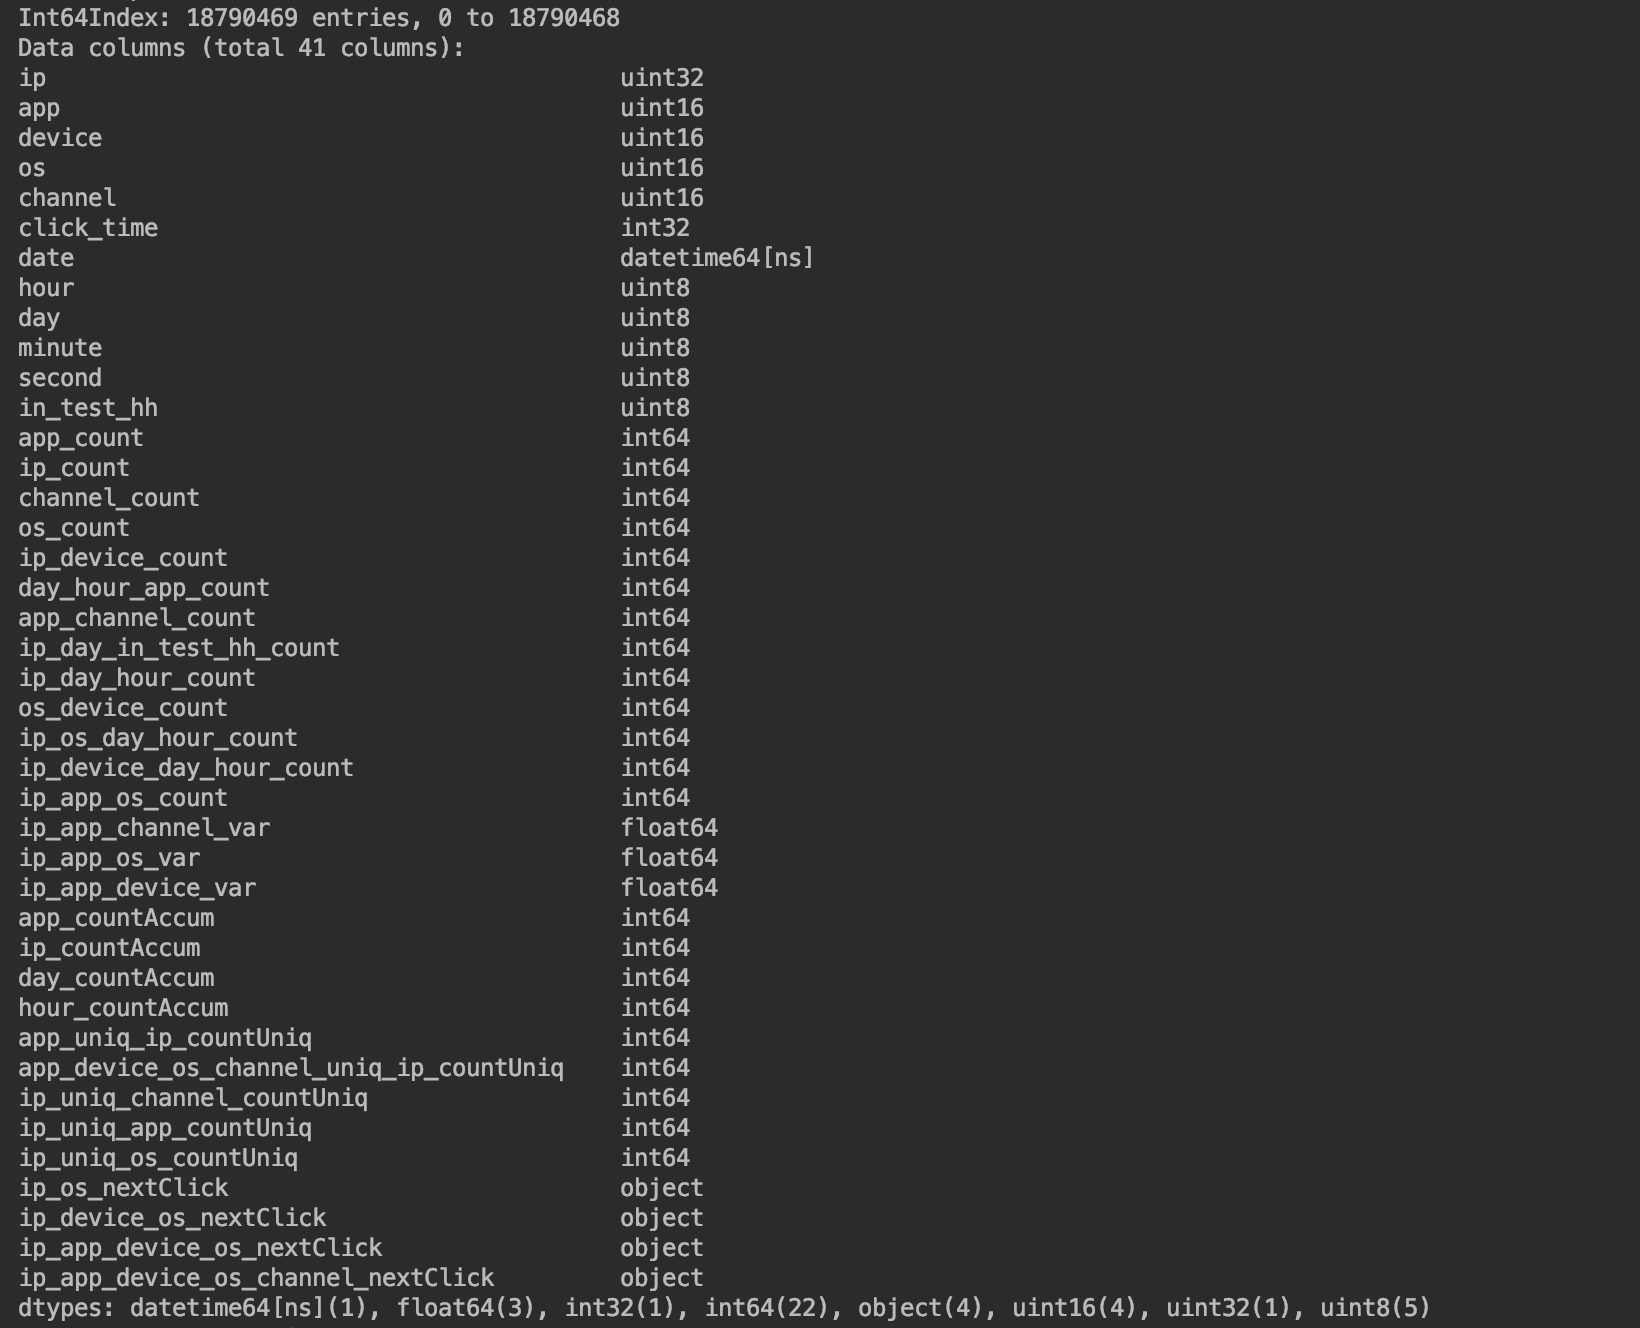 Int64Index: 18790469 entries, 0 to 18790468
Data columns (total 41 columns):
ip uint32
app uint16
device uint16
os uint16
channel uint16
click_time int32
date datetime64[ns]
hour uint8
day uint8
minute uint8
second uint8
in_test_hh uint8
app_count int64
ip_count int64
channel_count int64
os_count int64
ip_device_count int64
day_hour_app_count int64
app_channel_count int64
ip_day_in_test_hh_count int64
ip_day_hour_count int64
os_device_count int64
ip_os_day_hour_count int64
ip_device_day_hour_count int64
ip_app_os_count int64
ip_app_channel_var float64
ip_app_os_var float64
ip_app_device_var float64
app_countAccum int64
ip_countAccum int64
day_countAccum int64
hour_countAccum int64
app_uniq_ip_countUniq int64
app_device_os_channel_uniq_ip_countUniq int64
ip_uniq_channel_countUniq int64
ip_uniq_app_countUniq int64
ip_uniq_os_countUniq int64
ip_os_nextClick object
ip_device_os_nextClick object
ip_app_device_os_nextClick object
ip_app_device_os_channel_nextClick object
dtypes: datetime64[ns](1), float64(3), int32(1), int64(22), object(4), uint16(4), uint32(1), uint8(5)